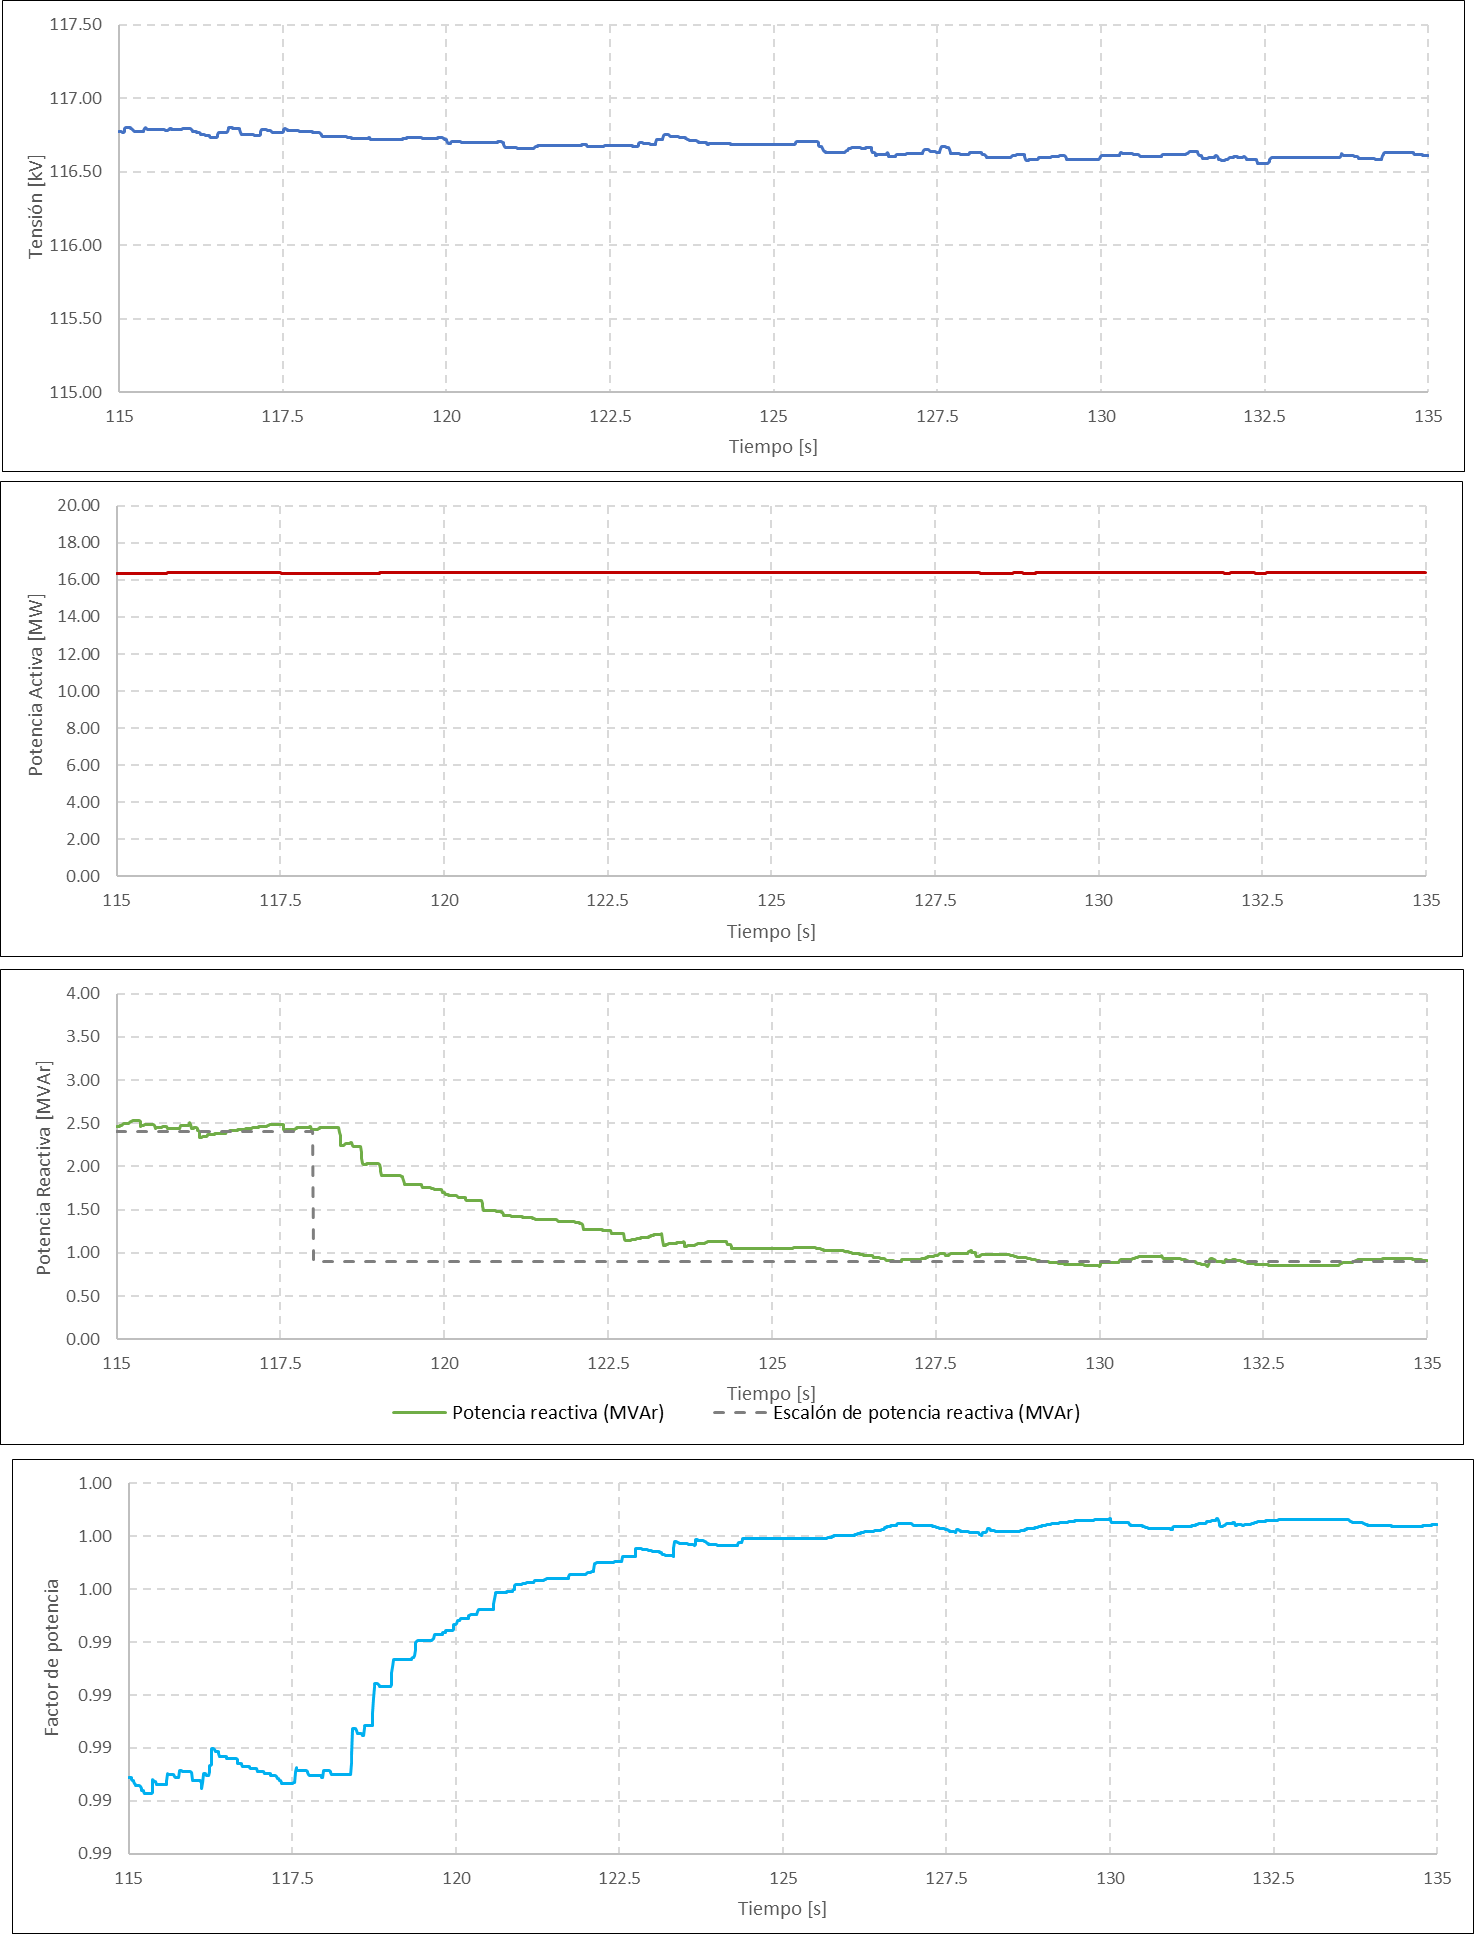 117.50
117.00
116.50
116.00
115.50
115.00
Tensión [kV]
115 117.5 120 122.5 125 127.5 130 132.5 135
Tiempo [s]
20.00
18.00
16.00
14.00
12.00
10.00
8.00
6.00
4.00
2.00
0.00
Potencia Activa [MW]
115 117.5 120 122.5 125 127.5 130 132.5 135
Tiempo [s]
4.00
3.50
3.00
2.50
2.00
1.50
1.00
0.50
0.00
Potencia Reactiva [MVAr]
115 117.5 120 122.5 125 127.5 130 132.5 135
Tiempo [s]
Potencia reactiva (MVAr) Escalón de potencia reactiva (MVAr)
1.00
1.00
1.00
0.99
0.99
0.99
0.99
0.99
Factor de potencia
115 117.5 120 122.5 125 127.5 130 132.5 135
Tiempo [s]